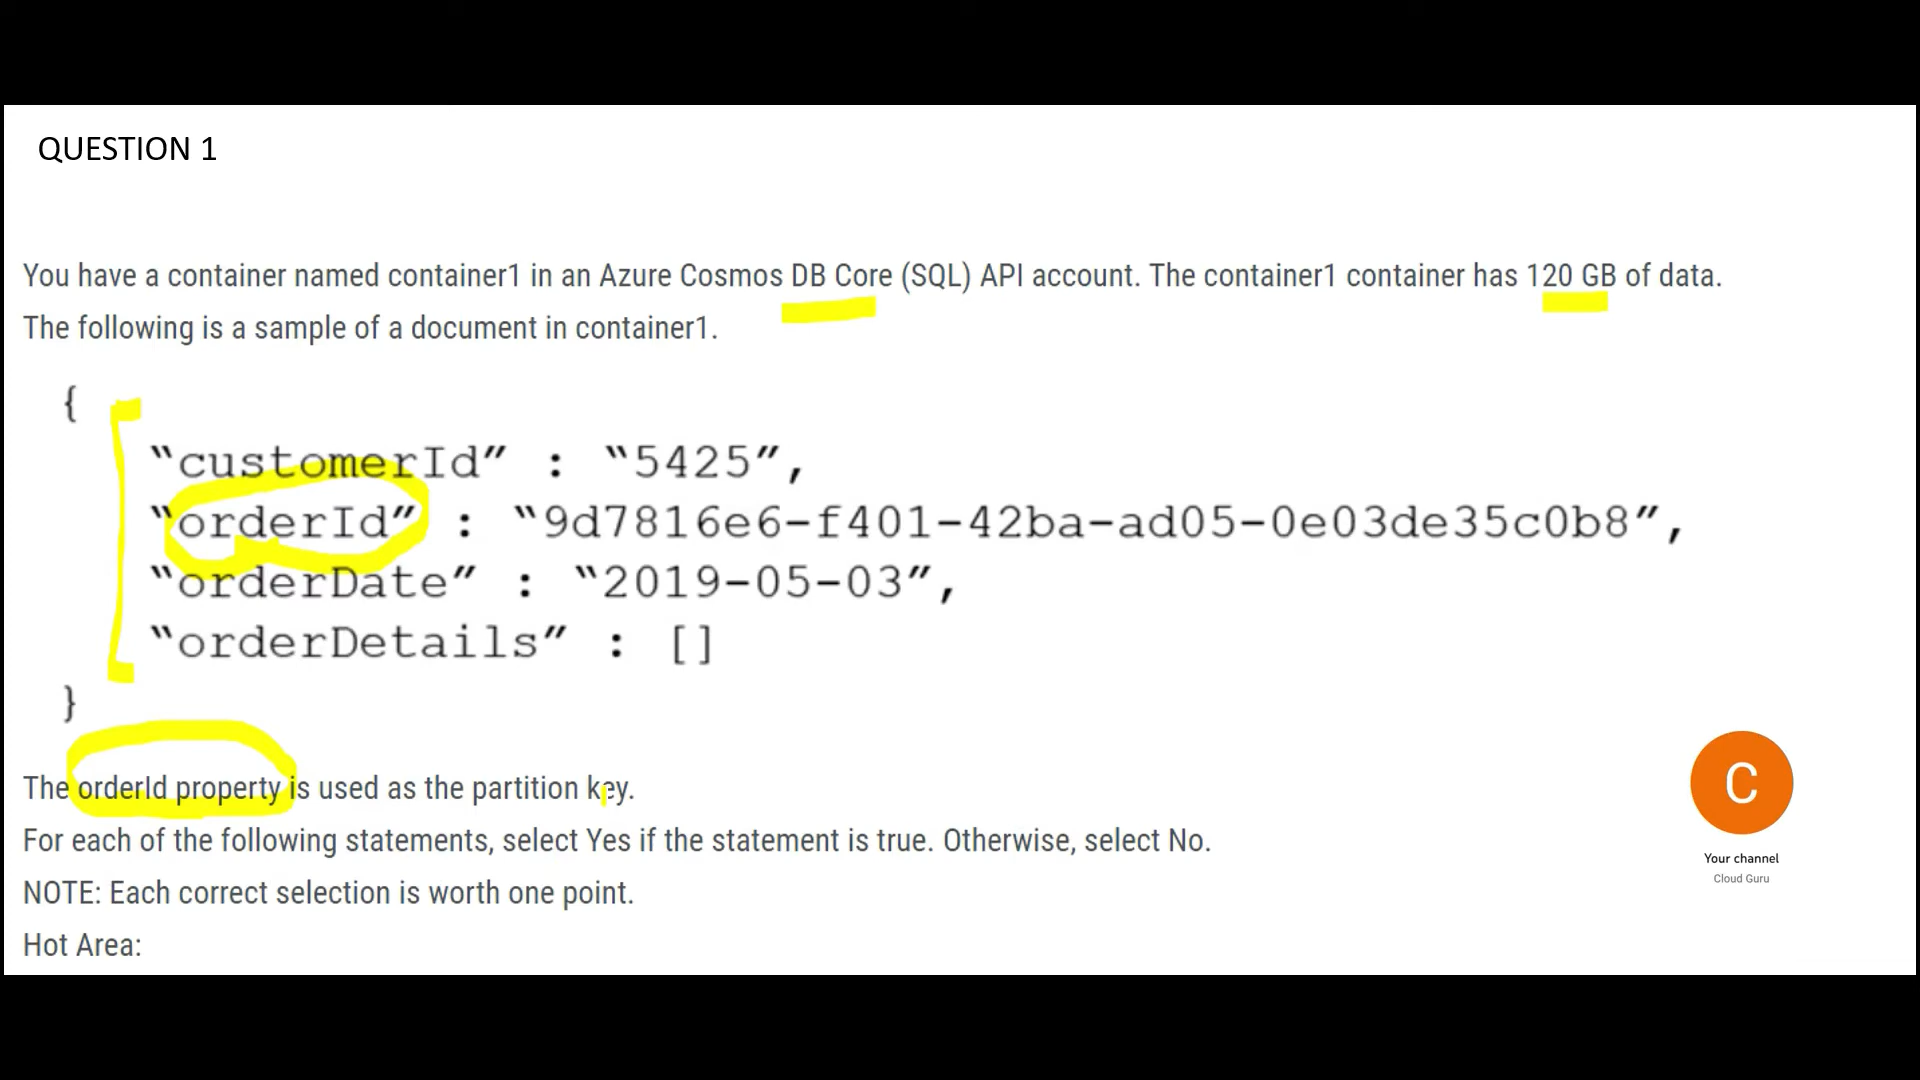 QUESTION 1
You have a container named container1 in an Azure Cosmos DB Core (SQL) API account. The container1 container has 120 GB of data.
The following is a sample of a document in container1.
{
“customerId” : “5425”,
“orderId” : “9d7816e6-f401-42ba-ad05-0e03de35c0b8”,
“orderDate” : “2019-05-03”,
“orderDetails” : []
}
The orderId property is used as the partition key.
For each of the following statements, select Yes if the statement is true. Otherwise, select No.
NOTE: Each correct selection is worth one point.
Hot Area:
C
Your channel
Cloud Guru